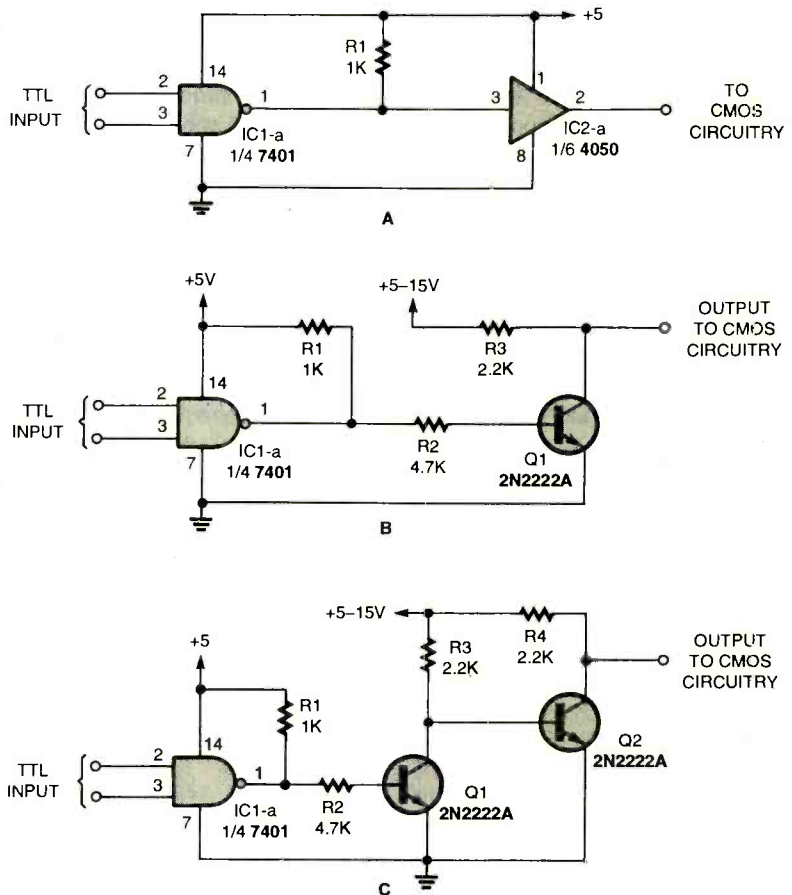 +5
R1
1K
14
2
3
1
TTL
INPUT
7
IC1-a
1/4 7401
3
1
2
8
IC2-a
1/6 4050
TO
CMOS
CIRCUITRY
A
+5V
+5–15V
OUTPUT
TO CMOS
CIRCUITRY
R1
1K
R3
2.2K
14
2
3
1
TTL
INPUT
7
IC1-a
1/4 7401
R2
4.7K
Q1
2N2222A
B
+5–15V
R4
2.2K
R3
2.2K
+5
OUTPUT
TO CMOS
CIRCUITRY
R1
1K
14
2
3
1
TTL
INPUT
7
IC1-a
1/4 7401
R2
4.7K
Q1
2N2222A
Q2
2N2222A
C